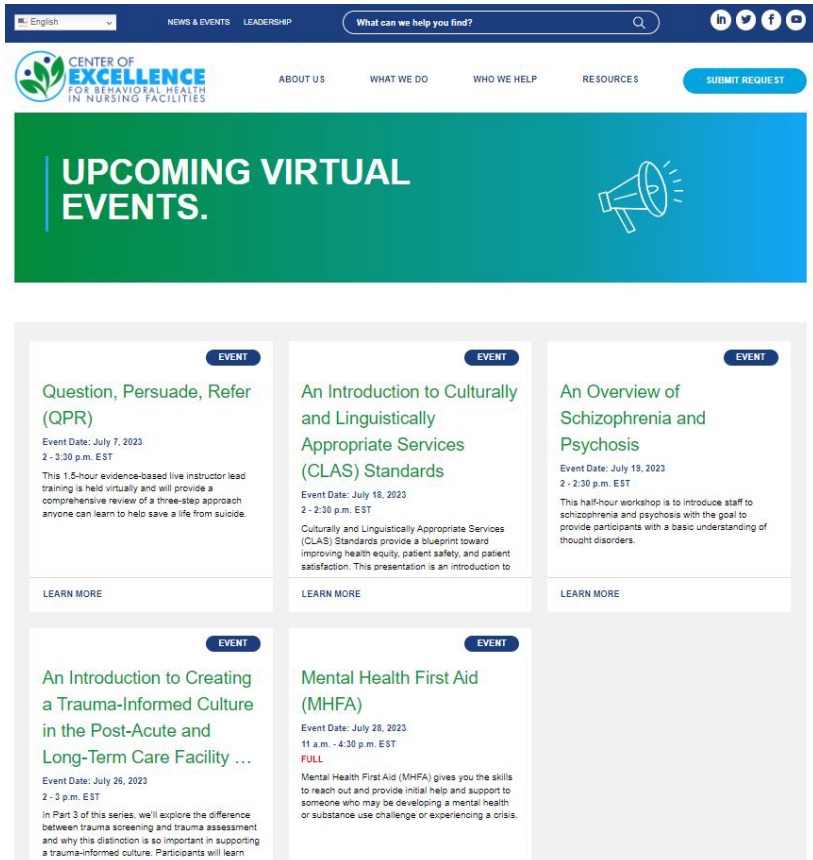 English
NEWS & EVENTS LEADERSHIP
What can we help you find?
CENTER OF
EXCELLENCE
FOR BEHAVIORAL HEALTH
IN NURSING FACILITIES
ABOUT US WHAT WE DO WHO WE HELP RESOURCES
SUBMIT REQUEST
UPCOMING VIRTUAL
EVENTS.
EVENT
Question, Persuade, Refer
(QPR)
Event Date: July 7, 2023
2 - 3:30 p.m. EST
This 1.5-hour evidence-based live instructor lead
training is held virtually and will provide a
comprehensive review of a three-step approach
anyone can learn to help save a life from suicide.
LEARN MORE
EVENT
An Introduction to Culturally
and Linguistically
Appropriate Services
(CLAS) Standards
Event Date: July 18, 2023
2 - 2:30 p.m. EST
Culturally and Linguistically Appropriate Services
(CLAS) Standards provide a blueprint toward
improving health equity, patient safety, and patient
satisfaction. This presentation is an introduction to
LEARN MORE
EVENT
An Overview of
Schizophrenia and
Psychosis
Event Date: July 19, 2023
2 - 2:30 p.m. EST
This half-hour workshop is to introduce staff to
schizophrenia and psychosis with the goal to
provide participants with a basic understanding of
thought disorders.
LEARN MORE
EVENT
An Introduction to Creating
a Trauma-Informed Culture
in the Post-Acute and
Long-Term Care Facility …
Event Date: July 26, 2023
2 - 3 p.m. EST
In Part 3 of this series, we'll explore the difference
between trauma screening and trauma assessment
and why this distinction is so important in supporting
a trauma-informed culture. Participants will learn
EVENT
Mental Health First Aid
(MHFA)
Event Date: July 28, 2023
11 a.m. - 4:30 p.m. EST
FULL
Mental Health First Aid (MHFA) gives you the skills
to reach out and provide initial help and support to
someone who may be developing a mental health
or substance use challenge or experiencing a crisis.